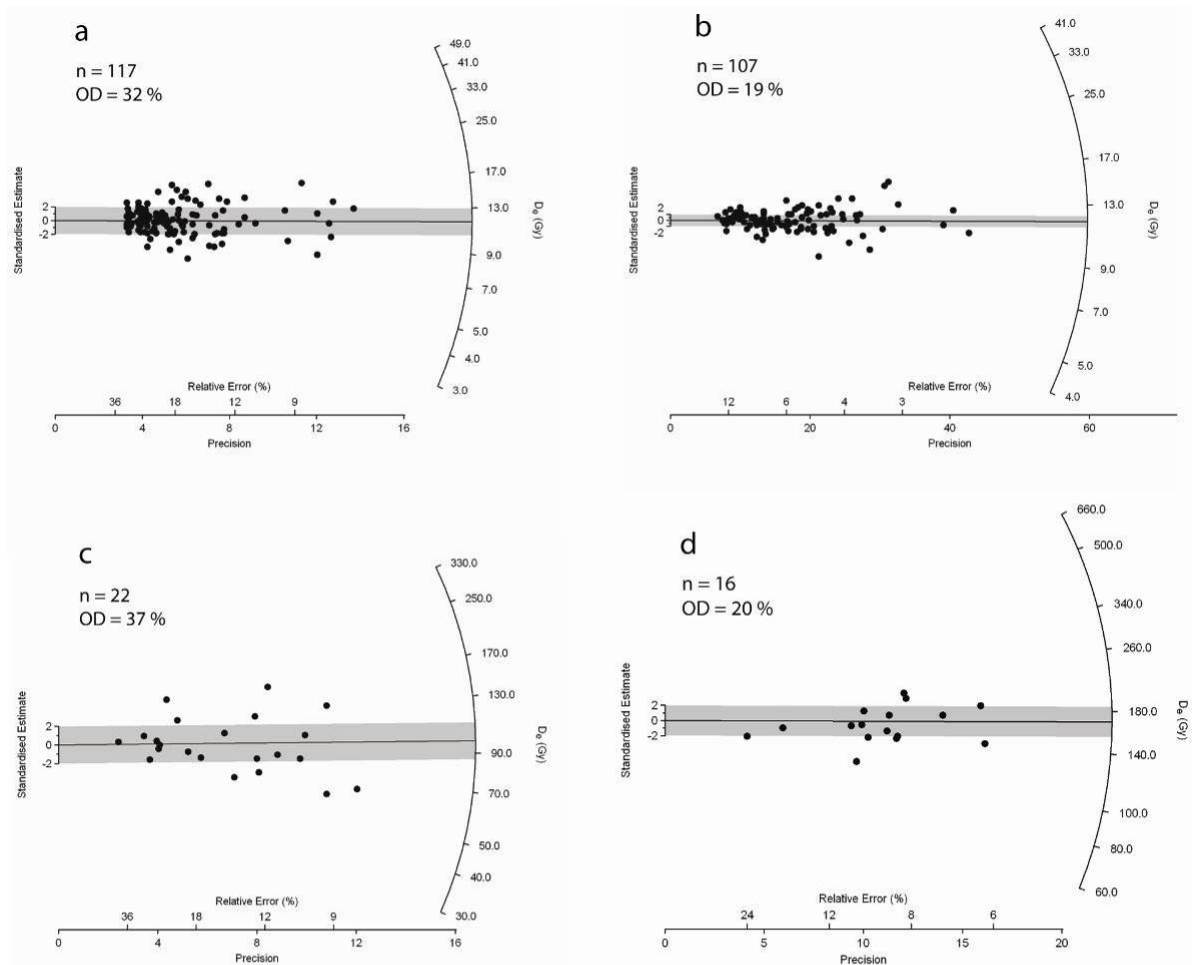 a
n = 117
OD = 32 %
49.0
41.0
33.0
25.0
17.0
13.0
9.0
7.0
5.0
4.0
3.0
De (Gy)
Standardised Estimate
2
0
-2
Relative Error (%)
36 18 12 9
0 4 8 12 16
Precision
b
n = 107
OD = 19 %
41.0
33.0
25.0
17.0
13.0
9.0
7.0
5.0
4.0
De (Gy)
Standardised Estimate
2
0
-2
Relative Error (%)
12 6 4 3
0 20 40 60
Precision
c
n = 22
OD = 37 %
330.0
250.0
170.0
130.0
90.0
70.0
50.0
40.0
30.0
De (Gy)
Standardised Estimate
2
0
-2
Relative Error (%)
36 18 12 9
0 4 8 12 16
Precision
d
n = 16
OD = 20 %
660.0
500.0
340.0
260.0
180.0
140.0
100.0
80.0
60.0
De (Gy)
Standardised Estimate
2
0
-2
Relative Error (%)
24 12 8 6
0 5 10 15 20
Precision